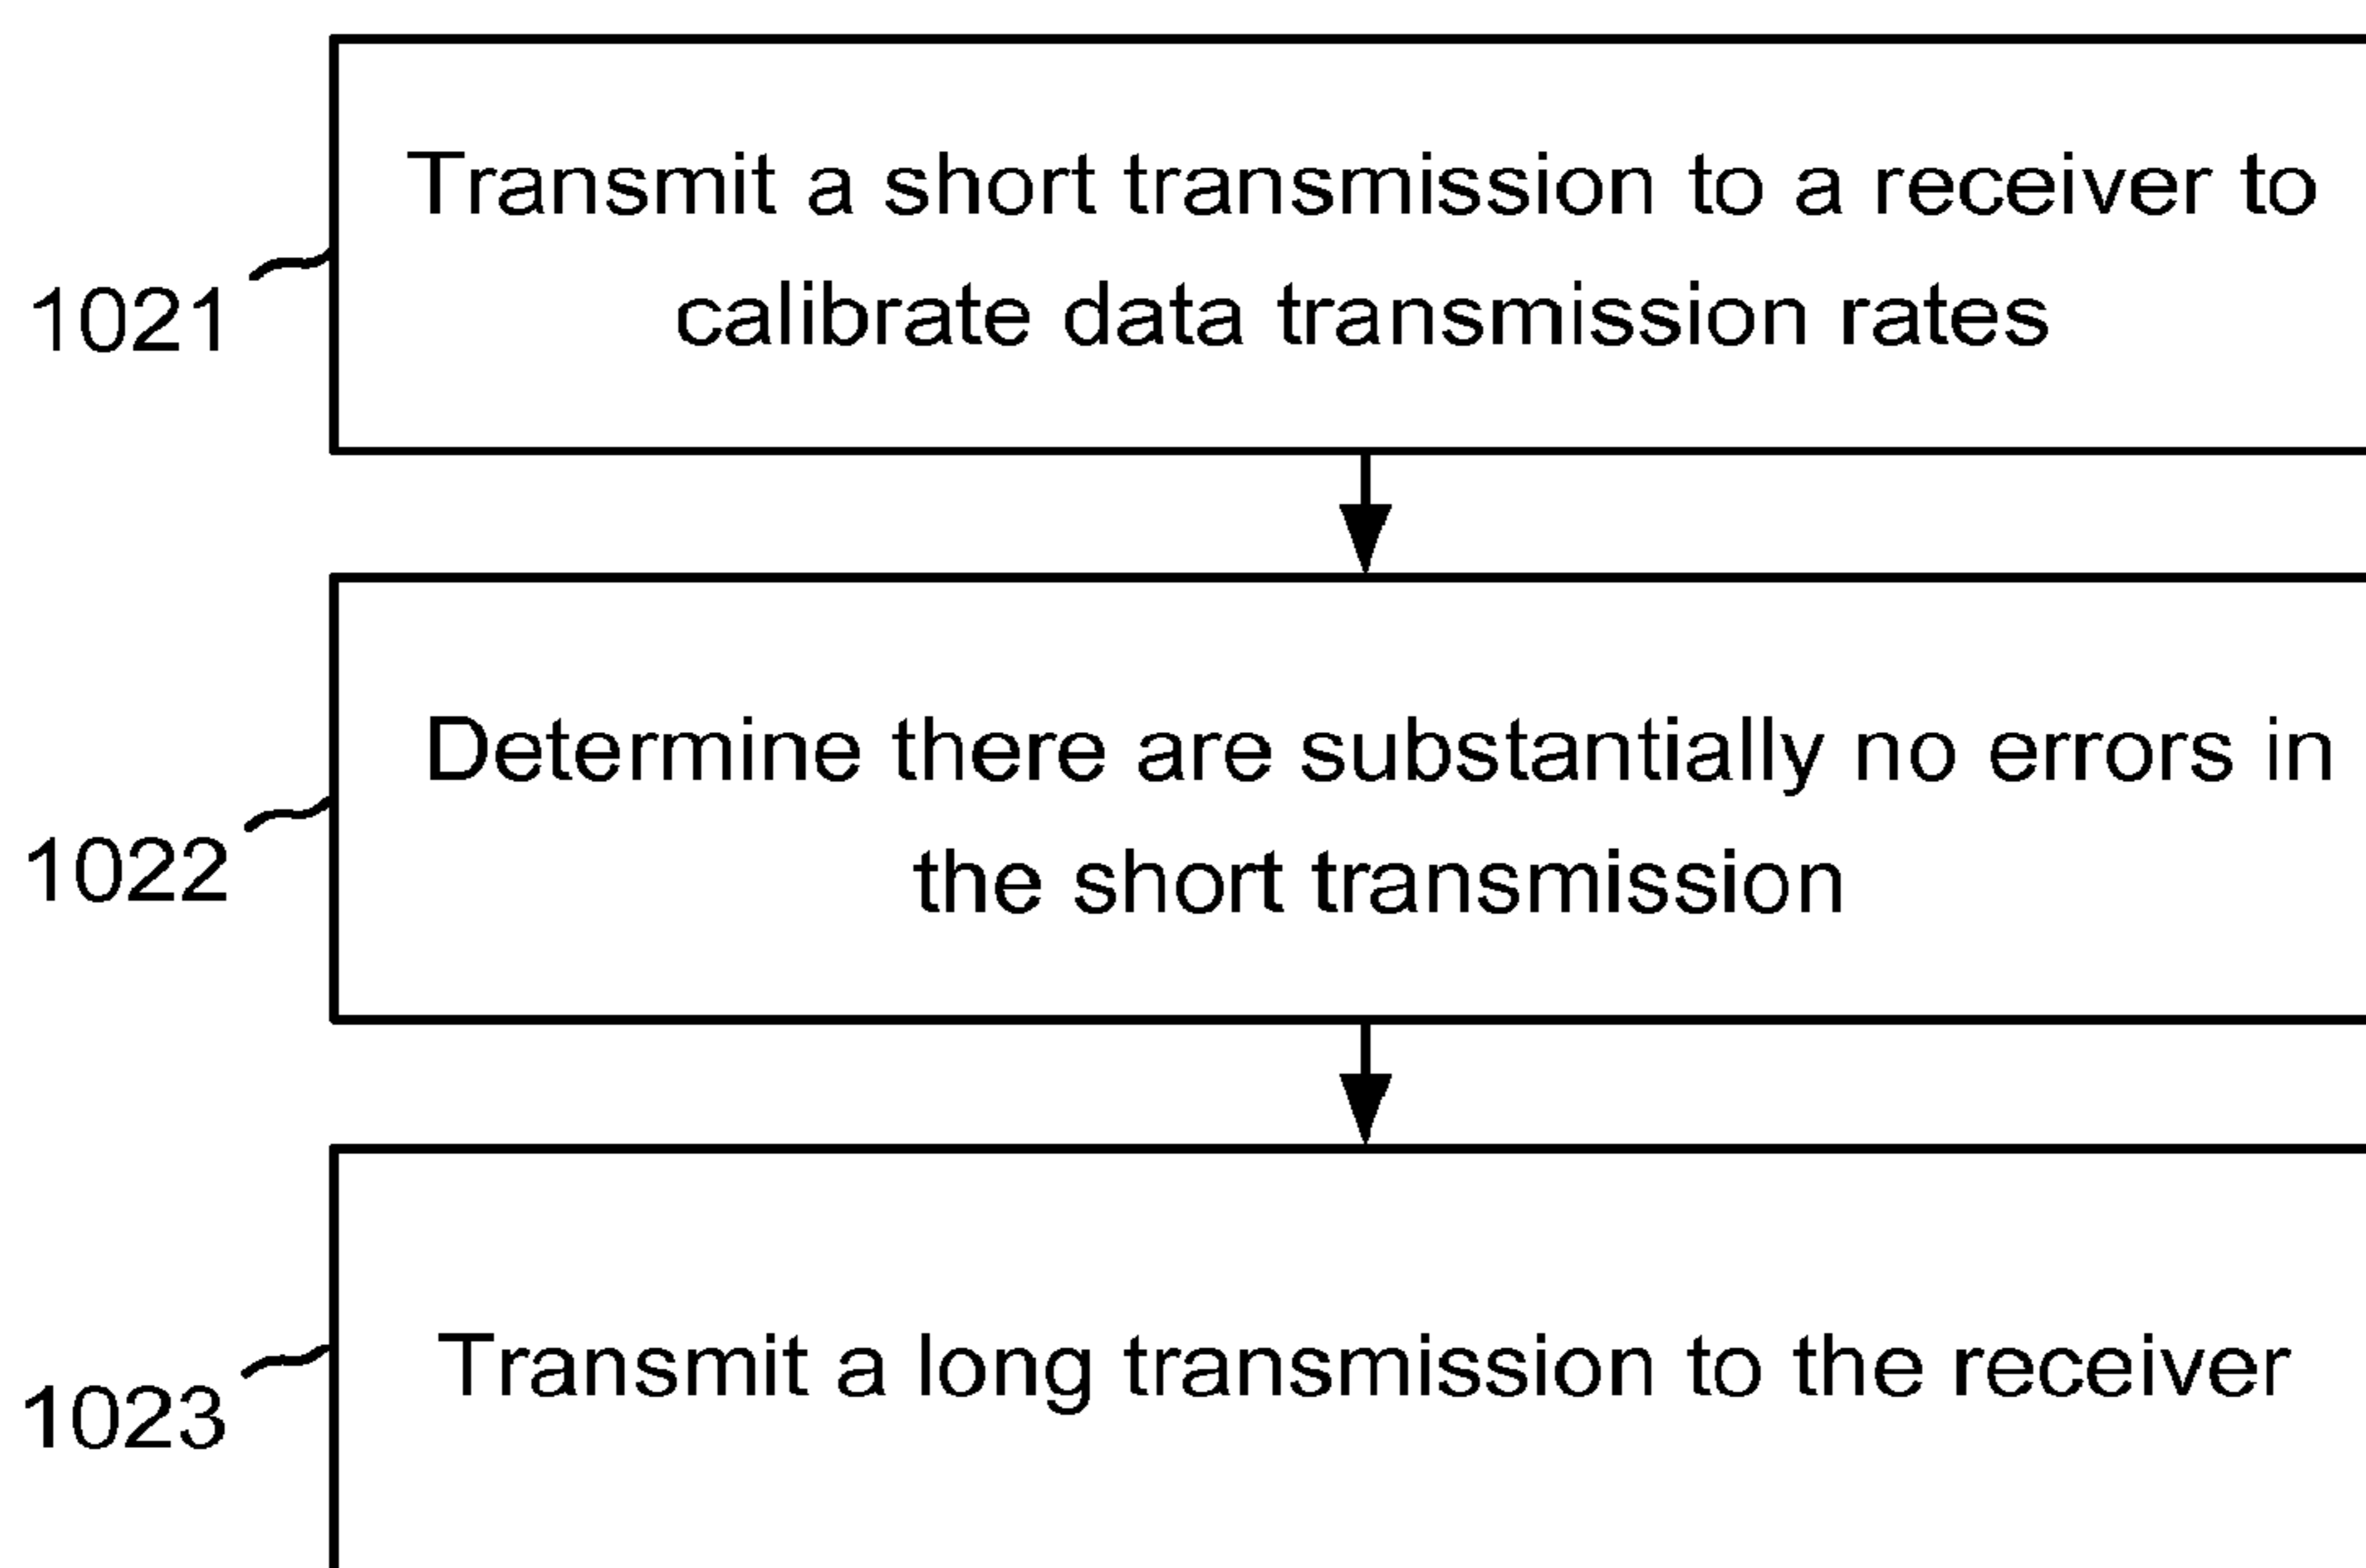 Transmit a short transmission to a receiver to
calibrate data transmission rates
1021
Determine there are substantially no errors in
the short transmission
1022
Transmit a long transmission to the receiver
1023